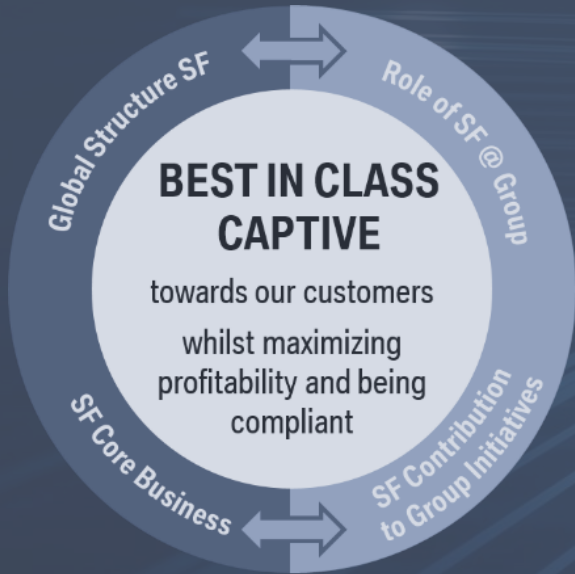 Global Structure SF
Role of SF @ Group
BEST IN CLASS
CAPTIVE
towards our customers
whilst maximizing
profitability and being
compliant
SF Core Business
SF Contribution
to Group Initiatives